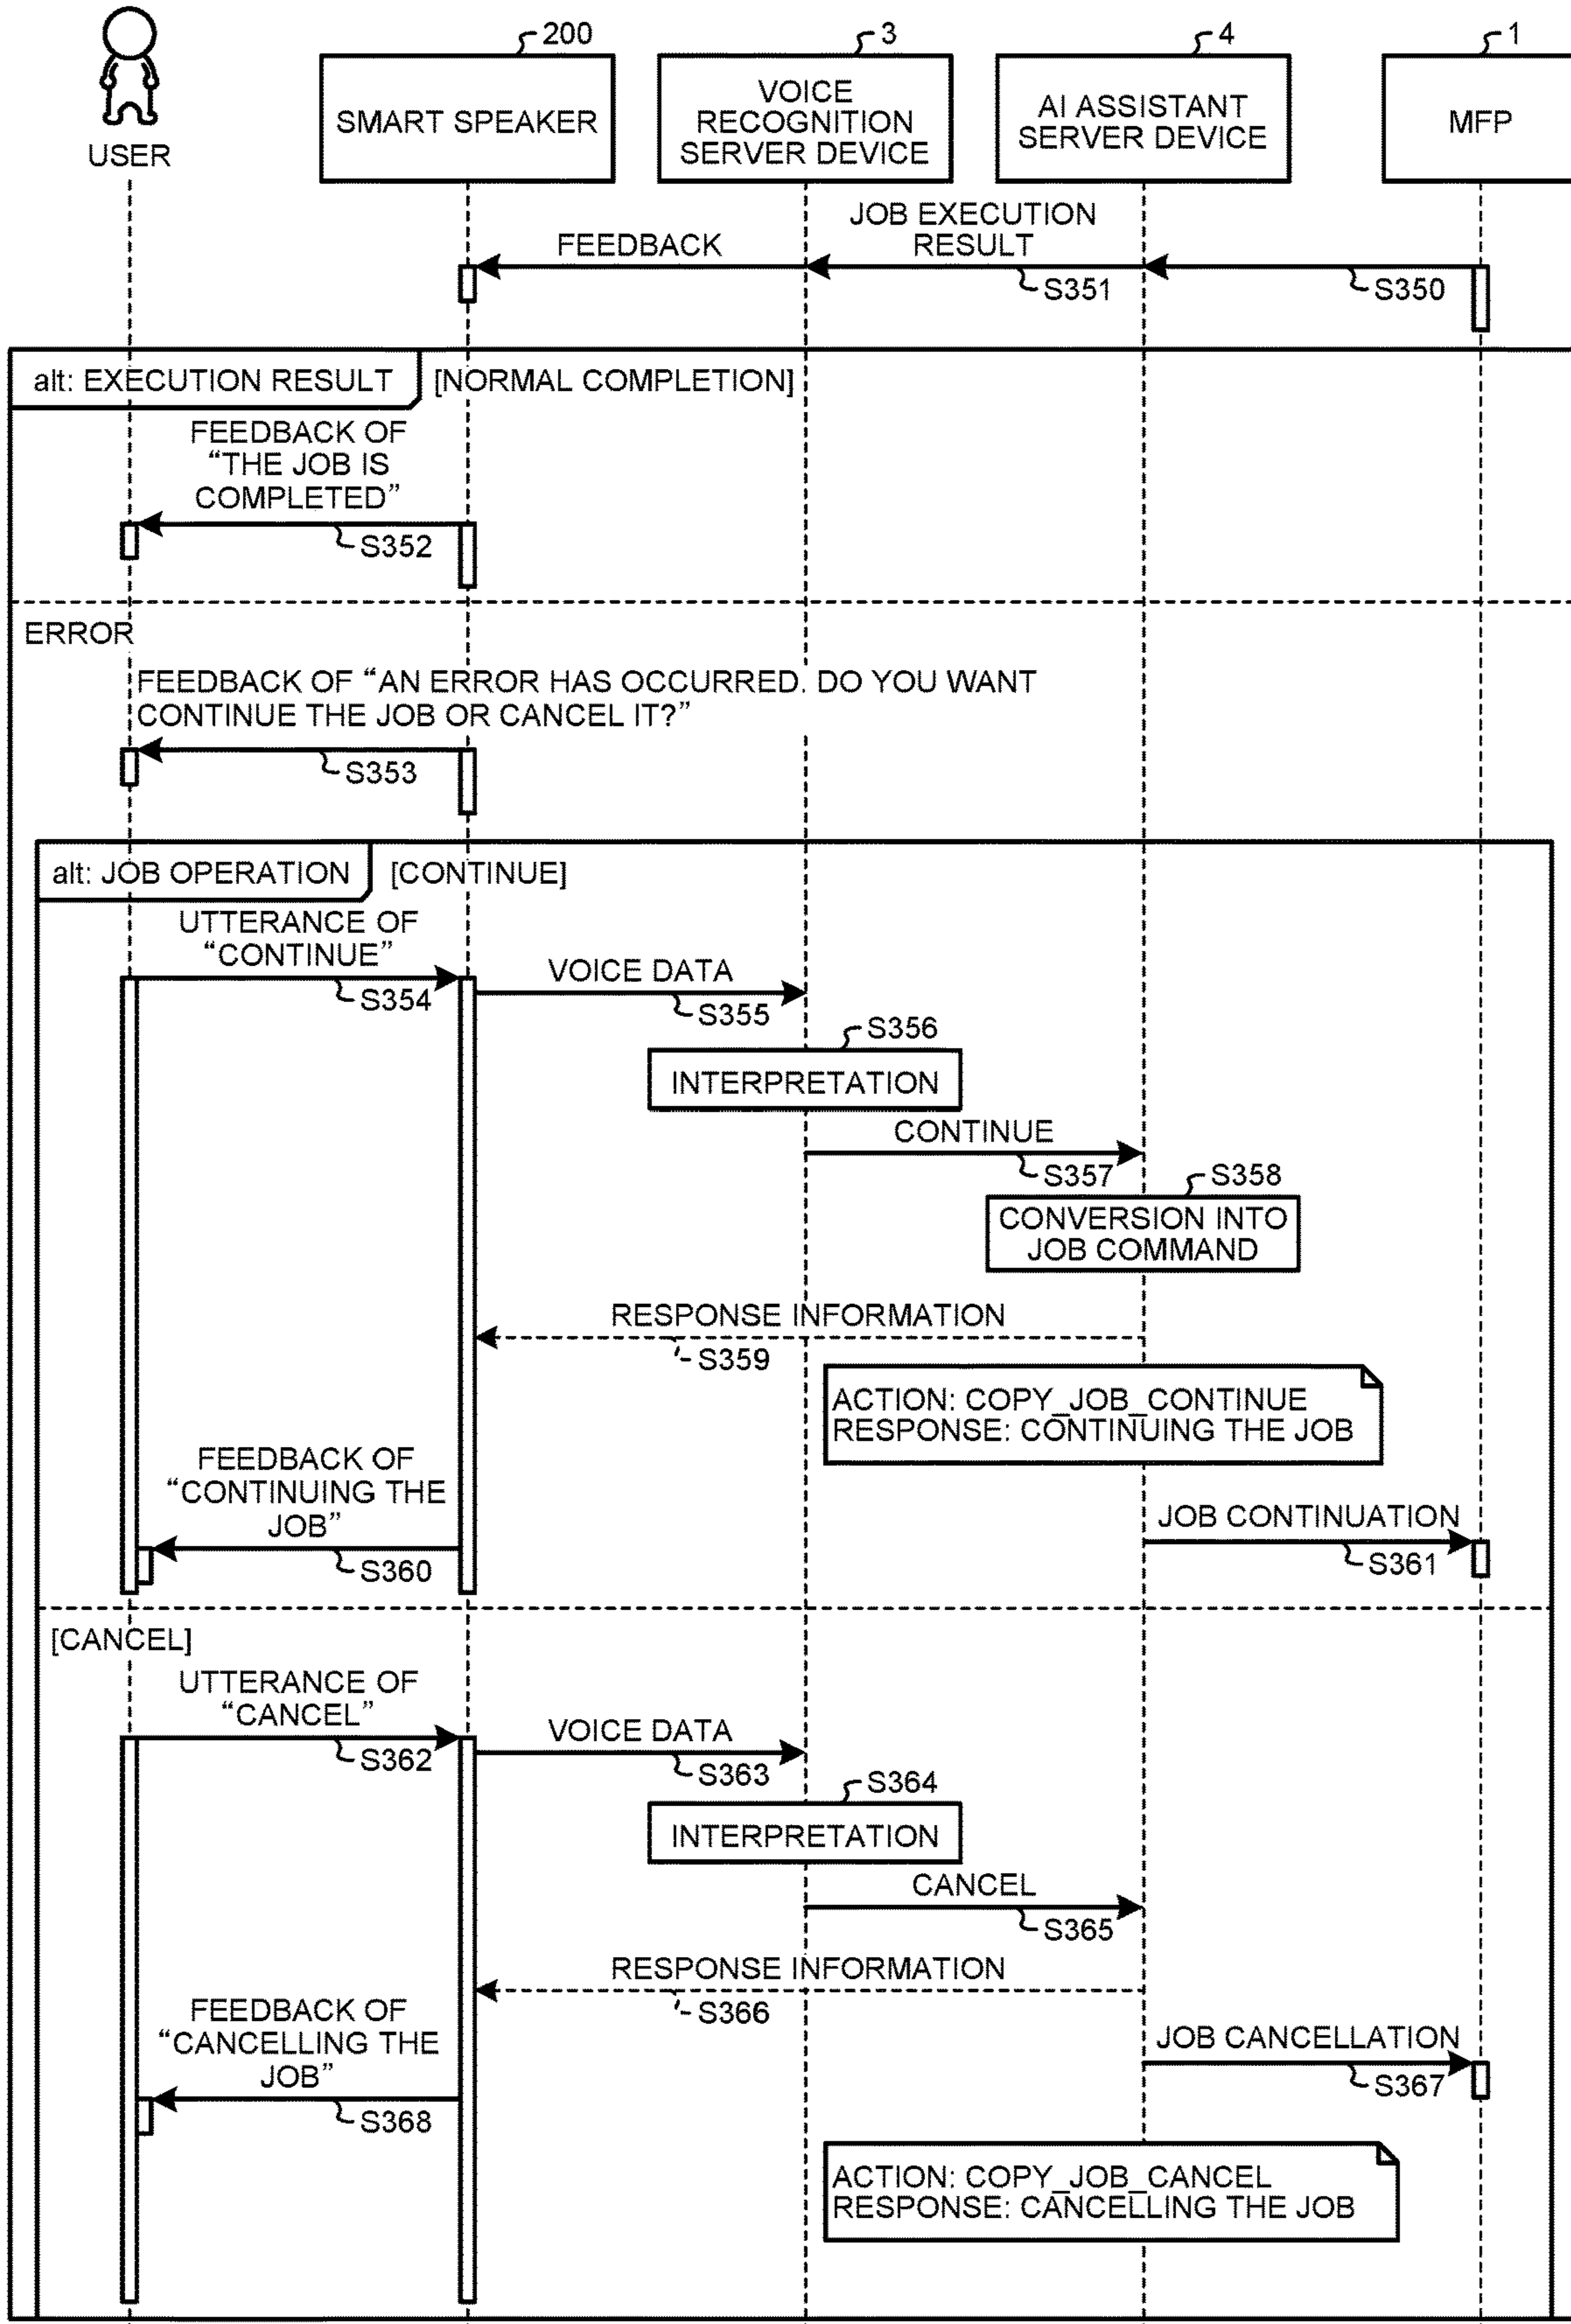 200
3
4
1
USER
SMART SPEAKER
VOICE
RECOGNITION
SERVER DEVICE
AI ASSISTANT
SERVER DEVICE
MFP
FEEDBACK
JOB EXECUTION
RESULT
S351
S350
alt: EXECUTION RESULT
[NORMAL COMPLETION]
FEEDBACK OF
“THE JOB IS
COMPLETED”
S352
ERROR
FEEDBACK OF “AN ERROR HAS OCCURRED. DO YOU WANT
CONTINUE THE JOB OR CANCEL IT?”
S353
alt: JOB OPERATION
[CONTINUE]
UTTERANCE OF
“CONTINUE”
S354
VOICE DATA
S355
S356
INTERPRETATION
CONTINUE
S357
S358
CONVERSION INTO
JOB COMMAND
RESPONSE INFORMATION
S359
ACTION: COPY_JOB_CONTINUE
RESPONSE: CONTINUING THE JOB
FEEDBACK OF
“CONTINUING THE
JOB”
S360
JOB CONTINUATION
S361
[CANCEL]
UTTERANCE OF
“CANCEL”
S362
VOICE DATA
S363
S364
INTERPRETATION
CANCEL
S365
RESPONSE INFORMATION
S366
FEEDBACK OF
“CANCELLING THE
JOB”
S368
JOB CANCELLATION
S367
ACTION: COPY_JOB_CANCEL
RESPONSE: CANCELLING THE JOB